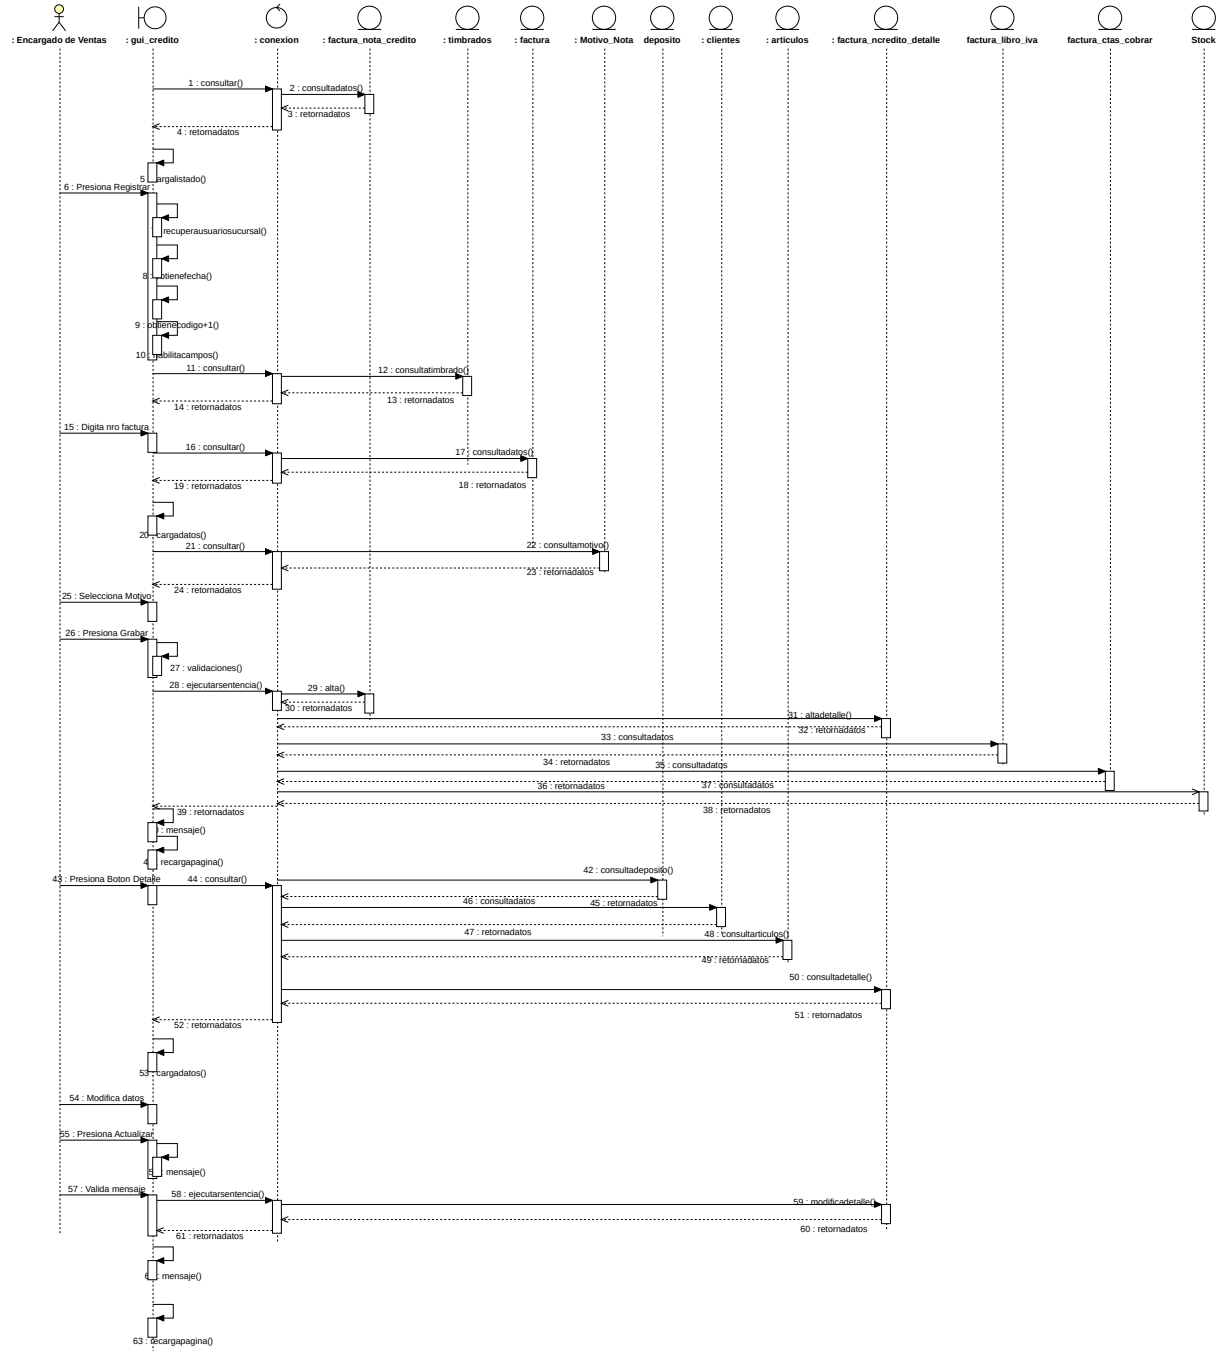 : Encargado de Ventas
: gui_credito
: conexion
: factura_nota_credito
: timbrados
: factura
: Motivo_Nota
deposito
: clientes
: articulos
: factura_ncredito_detalle
factura_libro_iva
factura_ctas_cobrar
Stock
1 : consultar()
2 : consultadatos()
3 : retornadatos
4 : retornadatos
5 : argalistado()
6 : Presiona Registrar
recuperausuariosucursal()
8 : obtienefecha()
9 : obtienecodigo+1()
10 : habilitacampos()
11 : consultar()
12 : consultatimbrado()
13 : retornadatos
14 : retornadatos
15 : Digita nro factura
16 : consultar()
17 : consultadatos()
18 : retornadatos
19 : retornadatos
20 : cargadatos()
21 : consultar()
22 : consultamotivo()
23 : retornadatos
24 : retornadatos
25 : Selecciona Motivo
26 : Presiona Grabar
27 : validaciones()
28 : ejecutarsentencia()
29 : alta()
30 : retornadatos
31 : altadetalle()
32 : retornadatos
33 : consultadatos
34 : retornadatos
35 : consultadatos
36 : retornadatos
37 : consultadatos
38 : retornadatos
39 : retornadatos
: mensaje()
4 : recargapagina()
42 : consultadeposito()
43 : Presiona Boton Detalle
44 : consultar()
45 : retornadatos
46 : consultadatos
47 : retornadatos
48 : consultarticulos()
49 : retornadatos
50 : consultadetalle()
51 : retornadatos
52 : retornadatos
53 : cargadatos()
54 : Modifica datos
55 : Presiona Actualizar
5 : mensaje()
57 : Valida mensaje
58 : ejecutarsentencia()
59 : modificadetalle()
60 : retornadatos
61 : retornadatos
6 : mensaje()
63 : recargapagina()